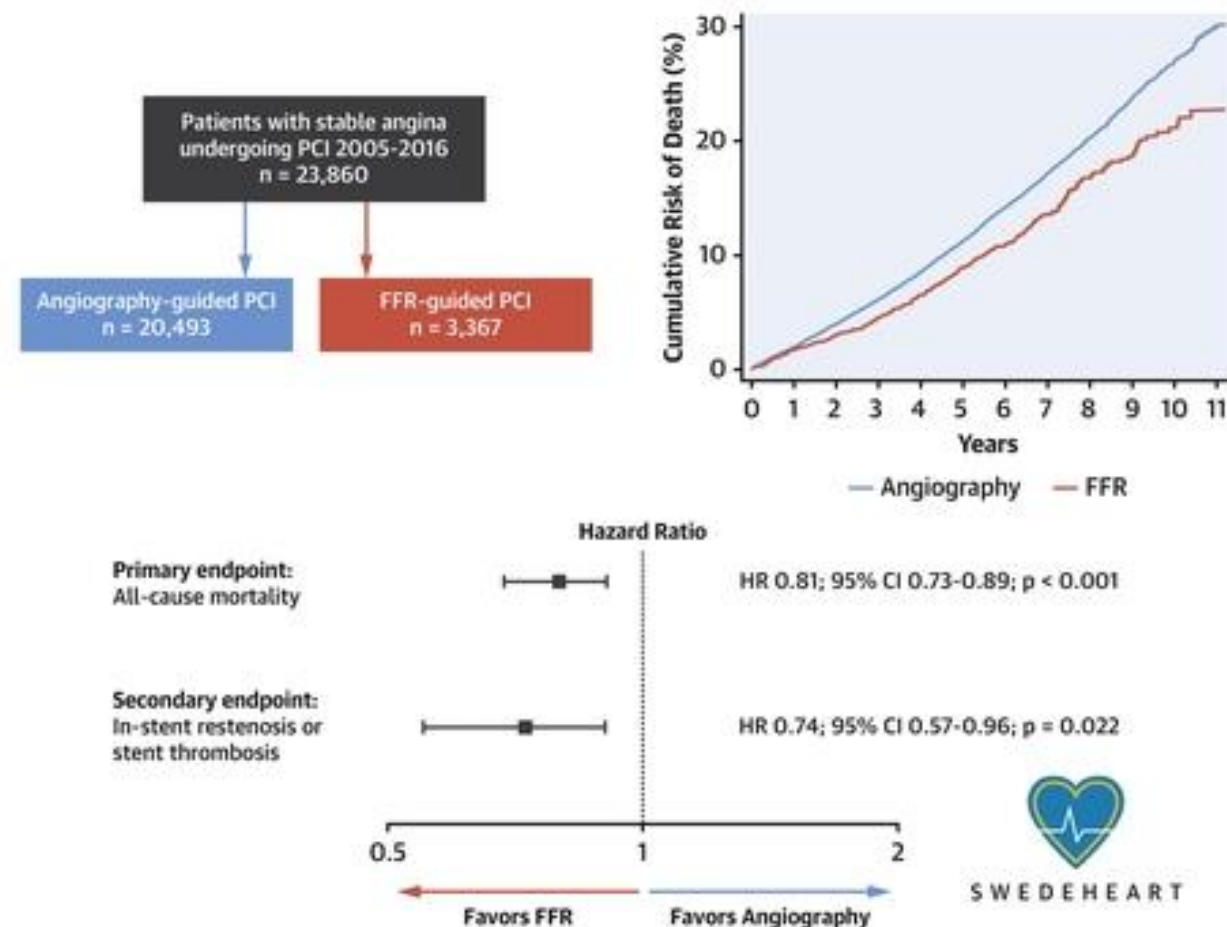 Patients with stable angina
undergoing PCI 2005-2016
n = 23,860
Angiography-guided PCI
n = 20,493
FFR-guided PCI
n = 3,367
Cumulative Risk of Death (%)
30
20
10
0
0 1 2 3 4 5 6 7 8 9 10 11
Years
Angiography FFR
Hazard Ratio
Primary endpoint:
All-cause mortality
HR 0.81; 95% CI 0.73-0.89; p < 0.001
Secondary endpoint:
In-stent restenosis or
stent thrombosis
HR 0.74; 95% CI 0.57-0.96; p = 0.022
0.5 1 2
Favors FFR Favors Angiography
SWEDEHEART